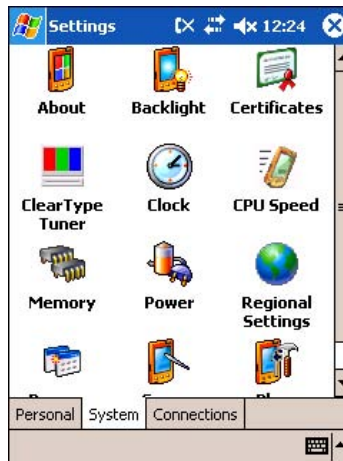 Settings 12:24
About Backlight Certificates
ClearType Tuner Clock CPU Speed
Memory Power Regional Settings
Personal System Connections